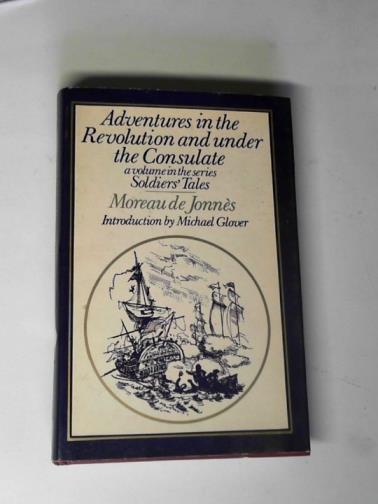 Adventures in the
Revolution and under
the Consulate
a volume in the series
Soldiers' Tales
Moreau de Jonnès
Introduction by Michael Glover